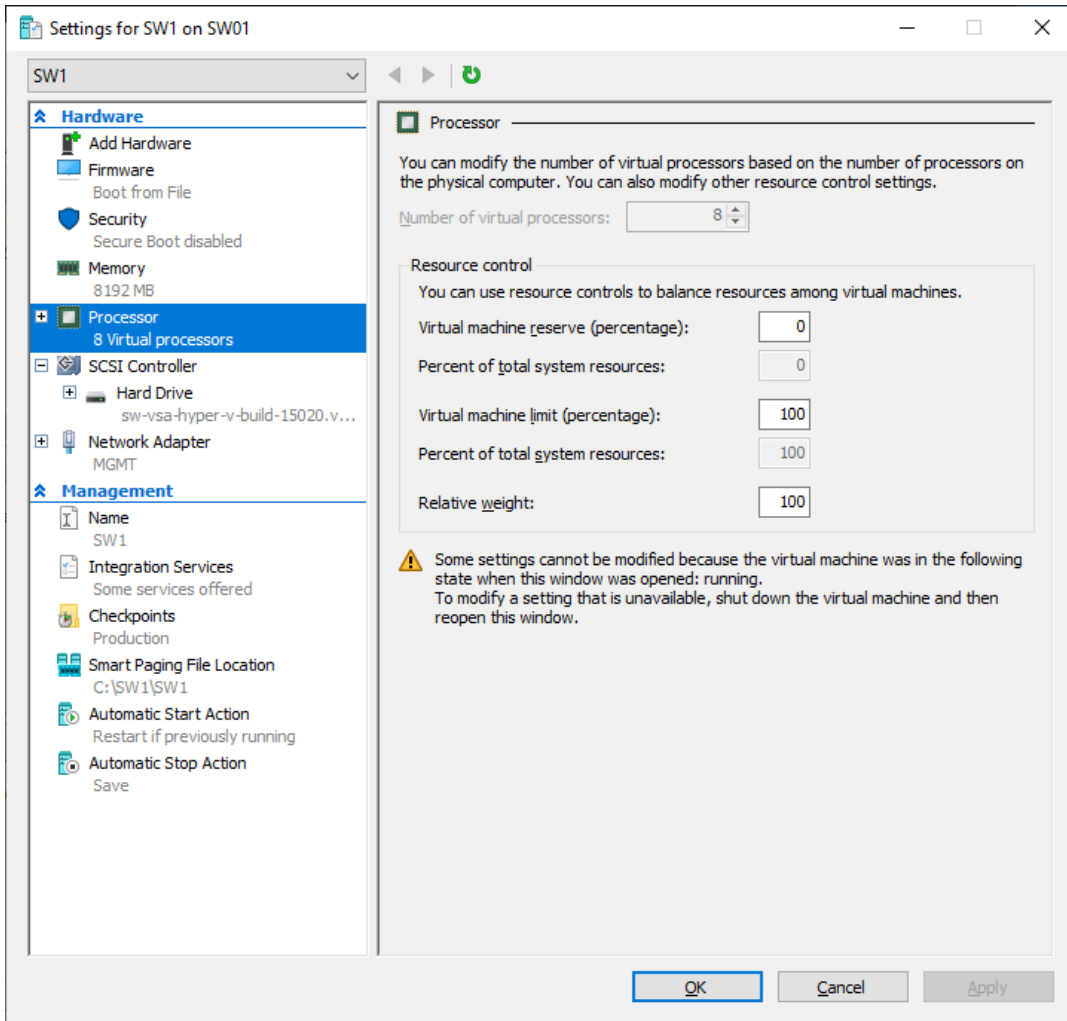 Settings for SW1 on SW01
SW1
Hardware
Add Hardware
Firmware
Boot from File
Security
Secure Boot disabled
Memory
8192 MB
Processor
8 Virtual processors
SCSI Controller
Hard Drive
sw-vsa-hyper-v-build-15020.v...
Network Adapter
MGMT
Management
Name
SW1
Integration Services
Some services offered
Checkpoints
Production
Smart Paging File Location
C:\SW1\SW1
Automatic Start Action
Restart if previously running
Automatic Stop Action
Save
Processor
You can modify the number of virtual processors based on the number of processors on
the physical computer. You can also modify other resource control settings.
Number of virtual processors: 8
Resource control
You can use resource controls to balance resources among virtual machines.
Virtual machine reserve (percentage): 0
Percent of total system resources: 0
Virtual machine limit (percentage): 100
Percent of total system resources: 100
Relative weight: 100
Some settings cannot be modified because the virtual machine was in the following
state when this window was opened: running.
To modify a setting that is unavailable, shut down the virtual machine and then
reopen this window.
OK Cancel Apply